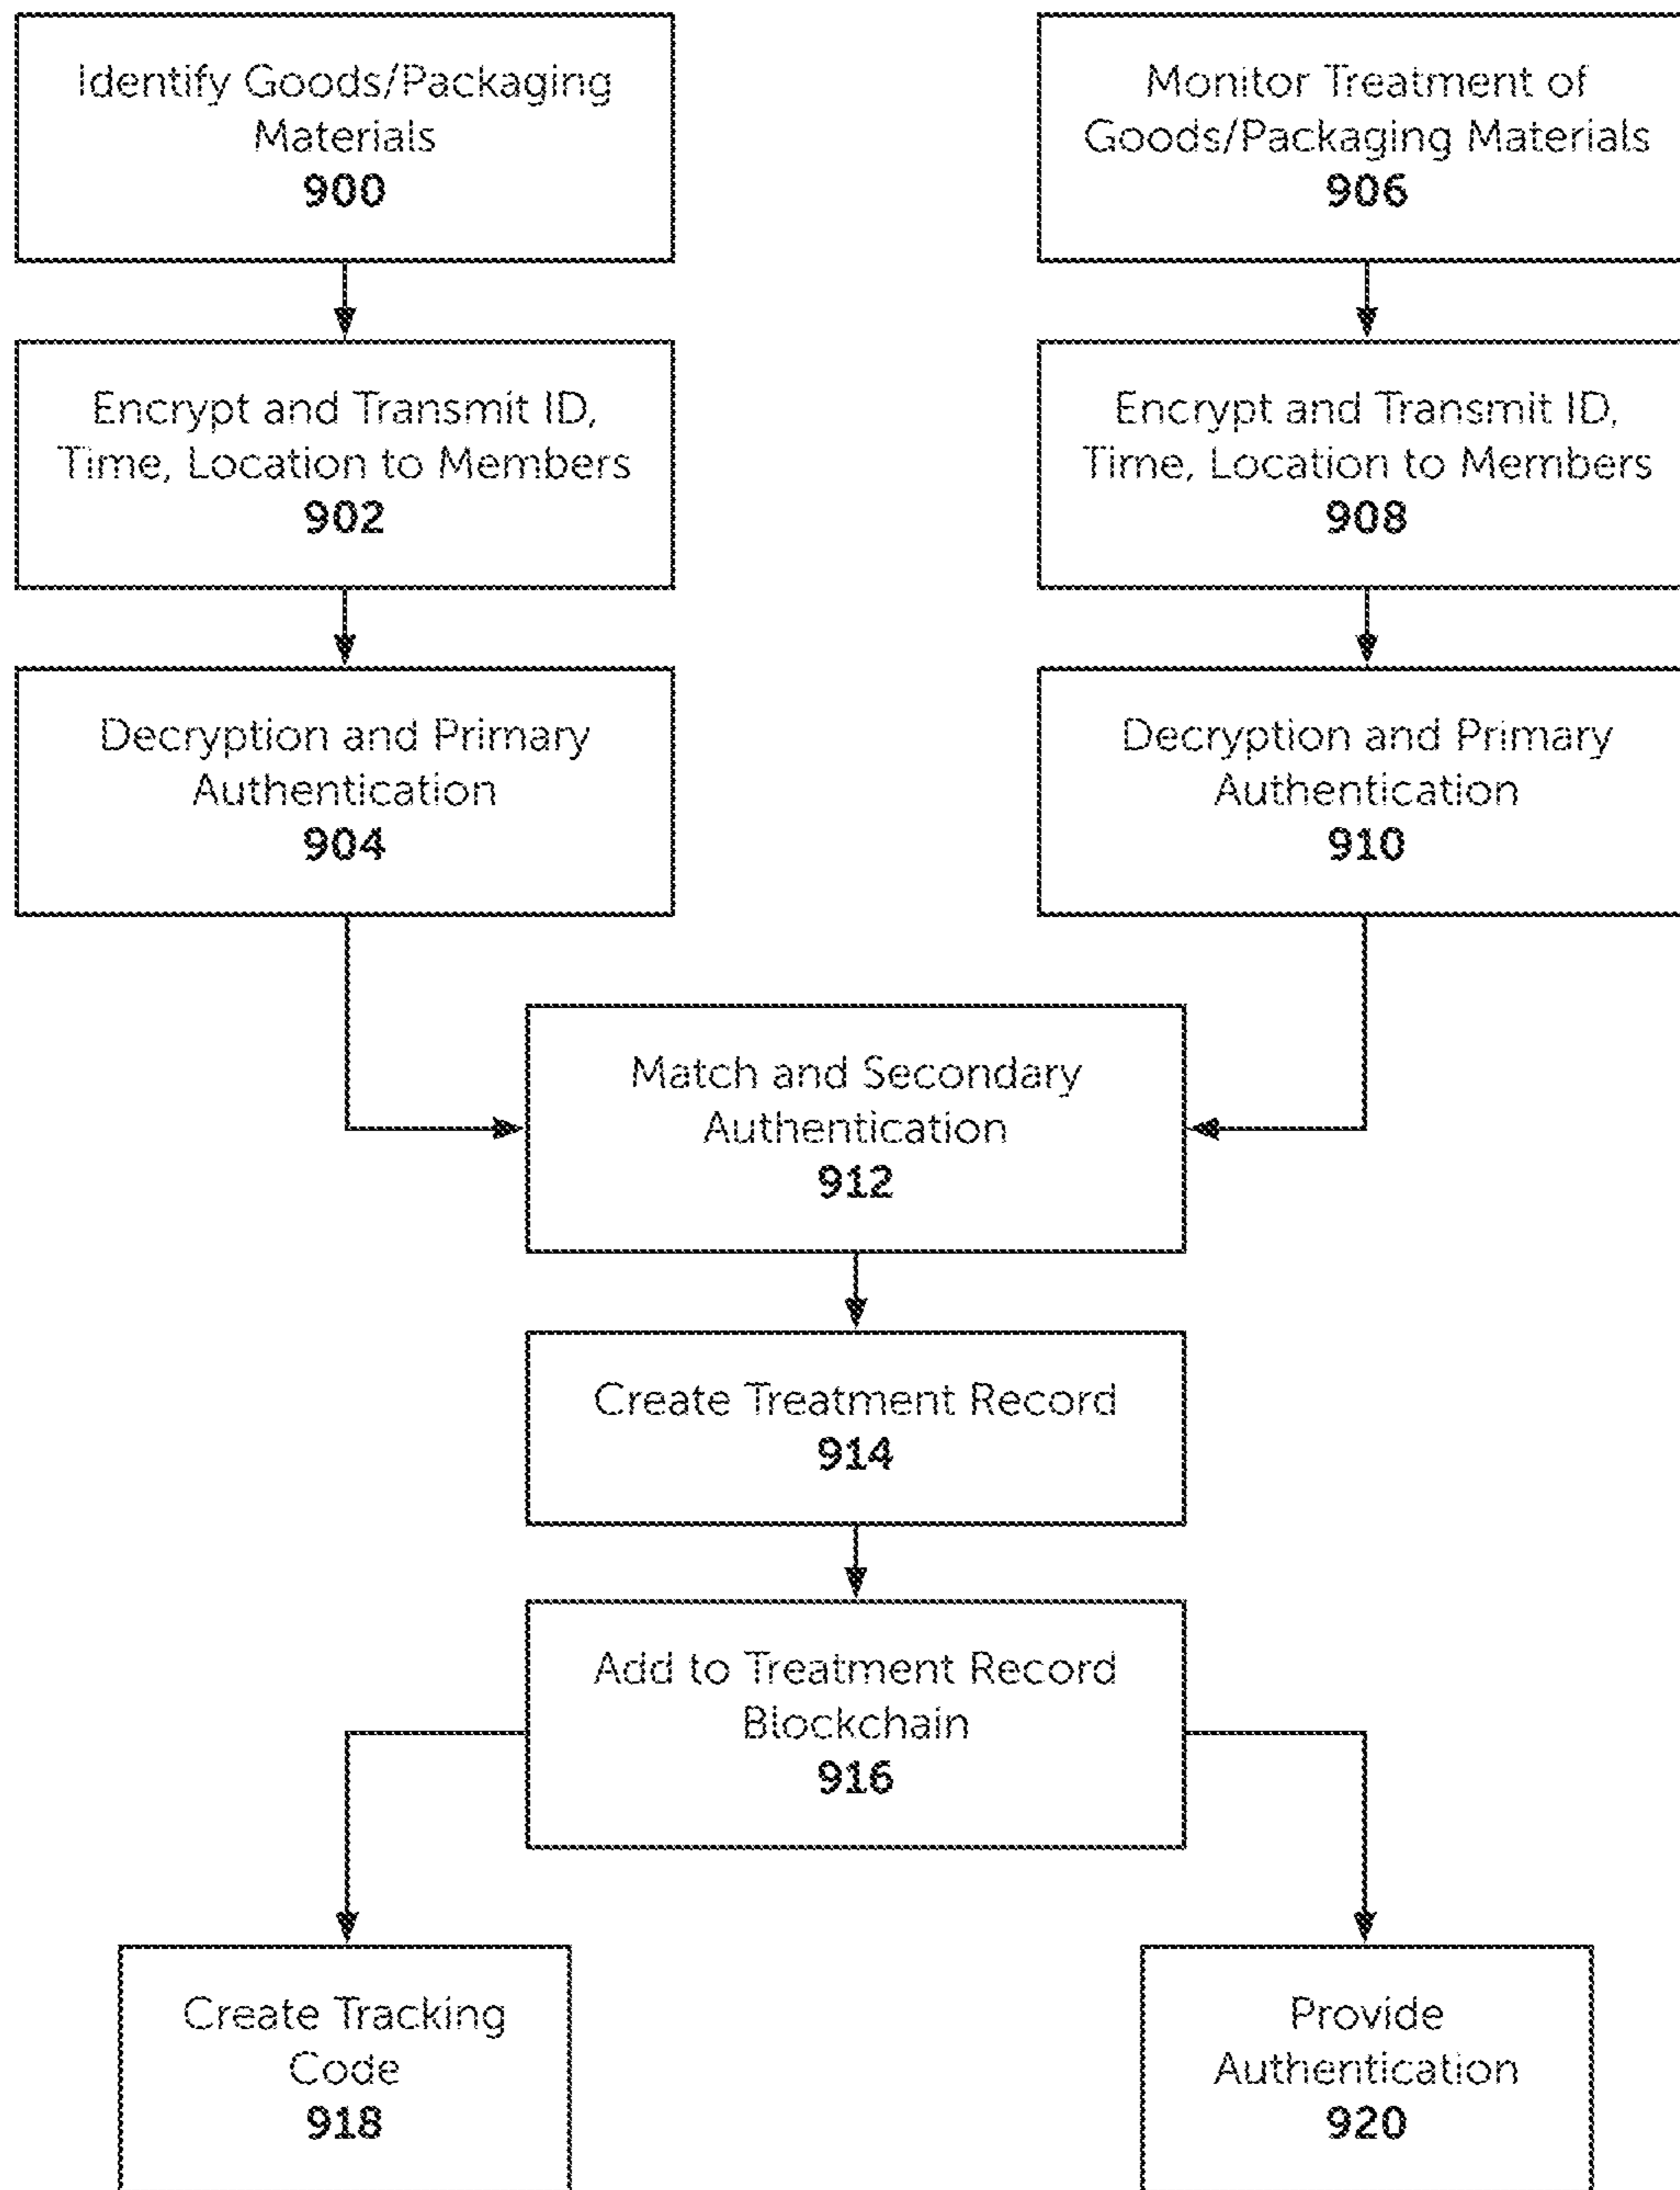 Identify Goods/Packaging
Materials
900
Monitor Treatment of
Goods/Packaging Materials
906
Encrypt and Transmit ID,
Time, Location to Members
902
Encrypt and Transmit ID,
Time, Location to Members
908
Decryption and Primary
Authentication
904
Decryption and Primary
Authentication
910
Match and Secondary
Authentication
912
Create Treatment Record
914
Add to Treatment Record
Blockchain
916
Create Tracking
Code
918
Provide
Authentication
920